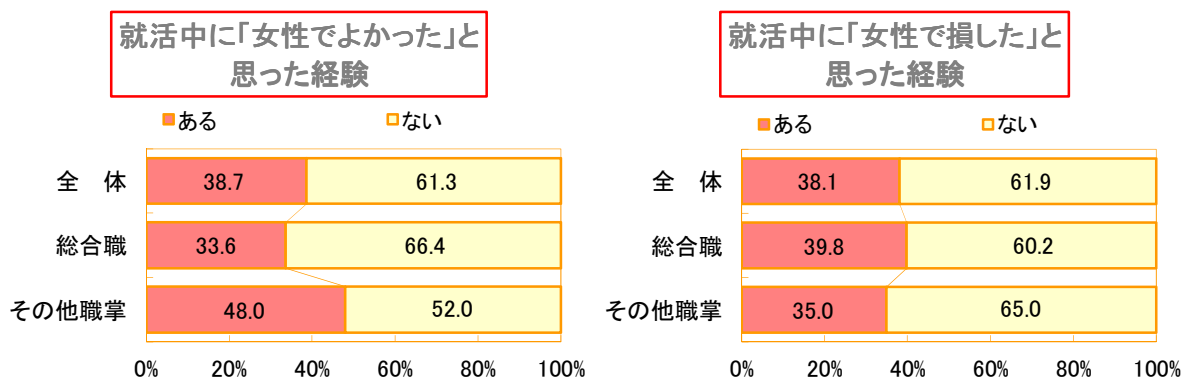 就活中に「女性でよかった」と
思った経験
ある ない
全　体 38.7 61.3
総合職 33.6 66.4
その他職掌 48.0 52.0
0% 20% 40% 60% 80% 100%
就活中に「女性で損した」と
思った経験
ある ない
全　体 38.1 61.9
総合職 39.8 60.2
その他職掌 35.0 65.0
0% 20% 40% 60% 80% 100%